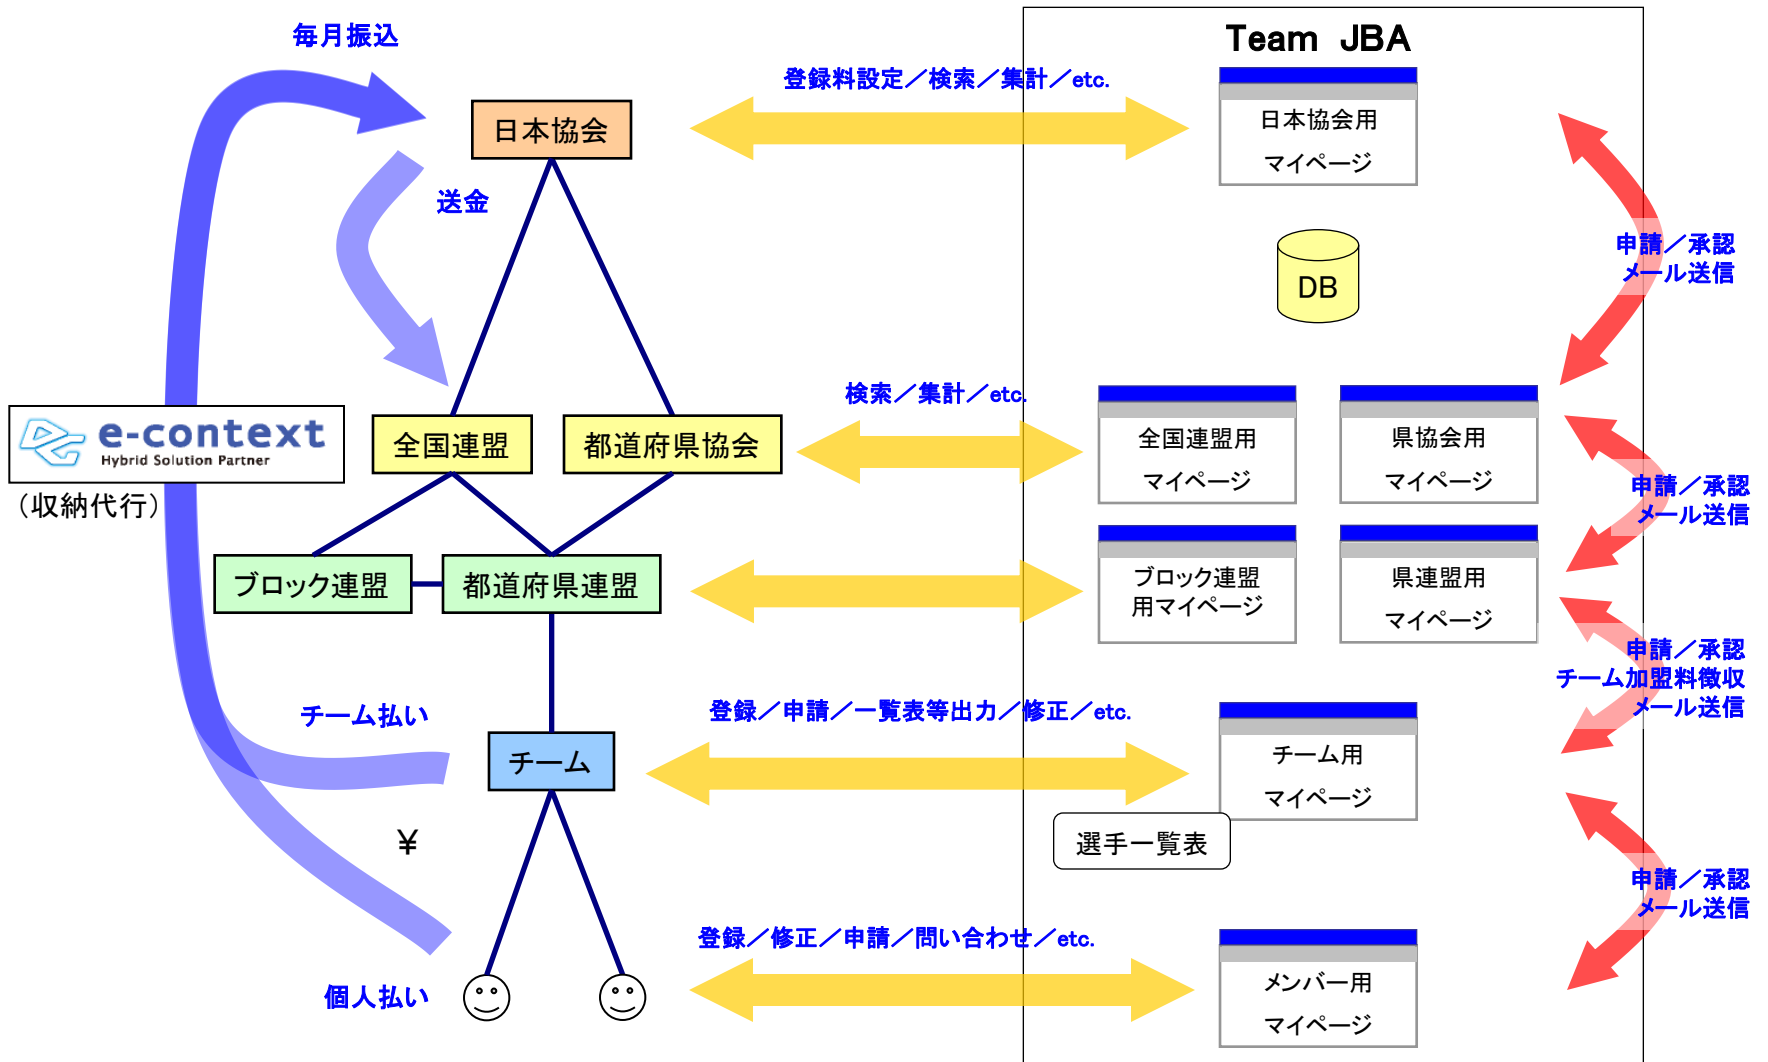 毎月振込
Team JBA
登録料設定／検索／集計／etc.
日本協会
日本協会用
マイページ
送金
申請／承認
メール送信
DB
検索／集計／etc.
e-context
Hybrid Solution Partner
（収納代行）
全国連盟
都道府県協会
全国連盟用
マイページ
県協会用
マイページ
申請／承認
メール送信
ブロック連盟
都道府県連盟
ブロック連盟
用マイページ
県連盟用
マイページ
申請／承認
チーム加盟料徴収
メール送信
チーム払い
登録／申請／一覧表等出力／修正／etc.
チーム
チーム用
マイページ
¥
選手一覧表
申請／承認
メール送信
登録／修正／申請／問い合わせ／etc.
個人払い
メンバー用
マイページ